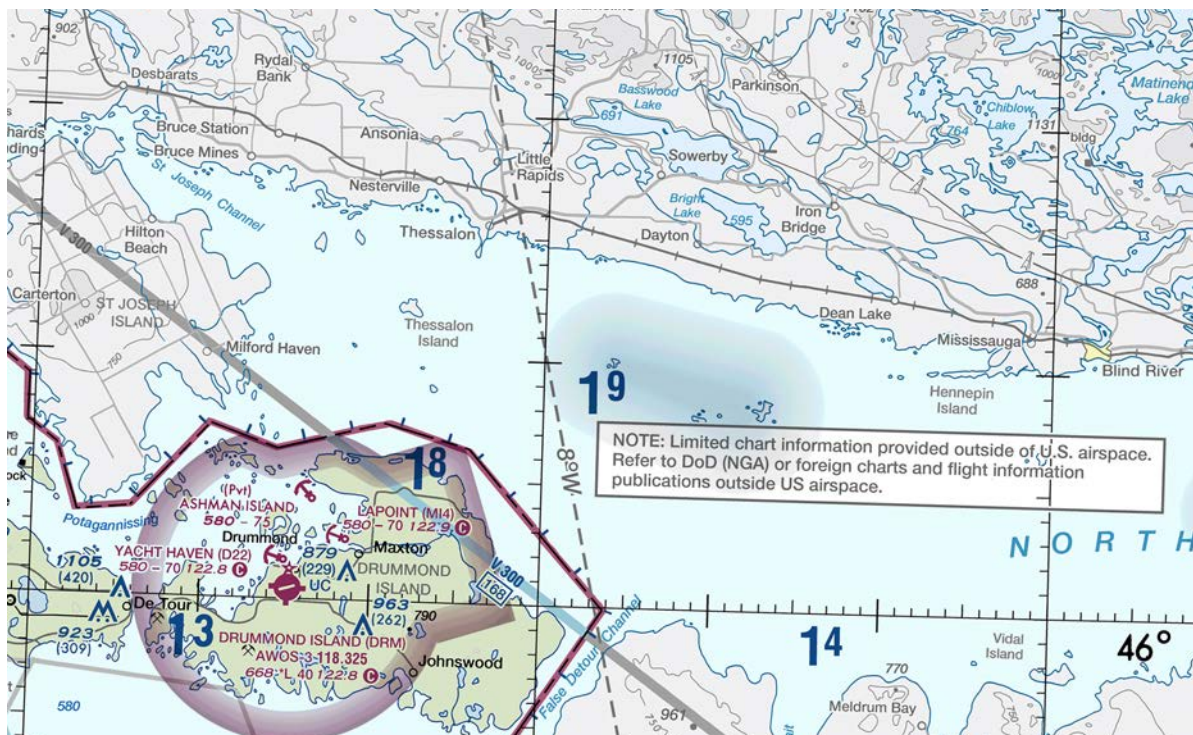 902
Rydal
Bank
Desbarats
Bruce Station
Bruce Mines
Ansonia
Nesterville
Little
Rapids
Thessalon
1105
1000
Basswood
Lake
691
Parkinson
750
Sowerby
Bright
Lake
595
Dayton
Iron
Bridge
764
Chiblow
Lake
1131
1000
bldg
Lake
688
St Joseph Channel
V 300
Hilton
Beach
Carterton
ST JOSEPH
ISLAND
1000
750
Milford Haven
Thessalon
Island
Dean Lake
Mississauga
Blind River
Hennepin
Island
19
NOTE: Limited chart information provided outside of U.S. airspace.
Refer to DoD (NGA) or foreign charts and flight information
publications outside US airspace.
8°W
18
(Pvt)
ASHMAN ISLAND
580 - 75
LAPOINT (MI4)
580 - 70 122.9 C
Potagannissing
Drummond
YACHT HAVEN (D22)
580 - 70 122.8 C
879
(229)
UC
Maxton
DRUMMOND
ISLAND
V 300
168
NORTH
1105
(420)
De Tour
923
(309)
13
963
(262)
790
DRUMMOND ISLAND (DRM)
AWOS-3 118.325
668 *L 40 122.8 C
Johnswood
False Detour Channel
580
14
Vidal
Island
46°
770
Meldrum Bay
961
750
750